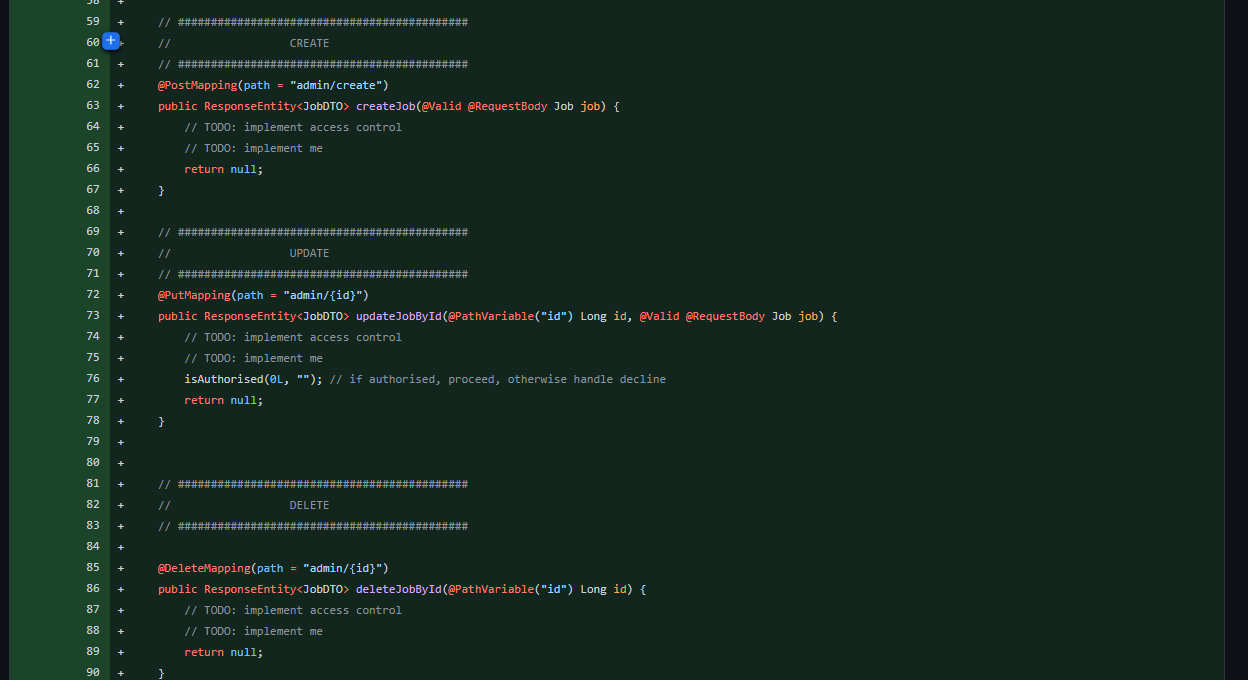 58 +
59 + // ############################################
60 + // CREATE
61 + // ############################################
62 + @PostMapping(path = "admin/create")
63 + public ResponseEntity<JobDTO> createJob(@Valid @RequestBody Job job) {
64 + // TODO: implement access control
65 + // TODO: implement me
66 + return null;
67 + }
68 +
69 + // ############################################
70 + // UPDATE
71 + // ############################################
72 + @PutMapping(path = "admin/{id}")
73 + public ResponseEntity<JobDTO> updateJobById(@PathVariable("id") Long id, @Valid @RequestBody Job job) {
74 + // TODO: implement access control
75 + // TODO: implement me
76 + isAuthorised(0L, ""); // if authorised, proceed, otherwise handle decline
77 + return null;
78 + }
79 +
80 +
81 + // ############################################
82 + // DELETE
83 + // ############################################
84 +
85 + @DeleteMapping(path = "admin/{id}")
86 + public ResponseEntity<JobDTO> deleteJobById(@PathVariable("id") Long id) {
87 + // TODO: implement access control
88 + // TODO: implement me
89 + return null;
90 + }